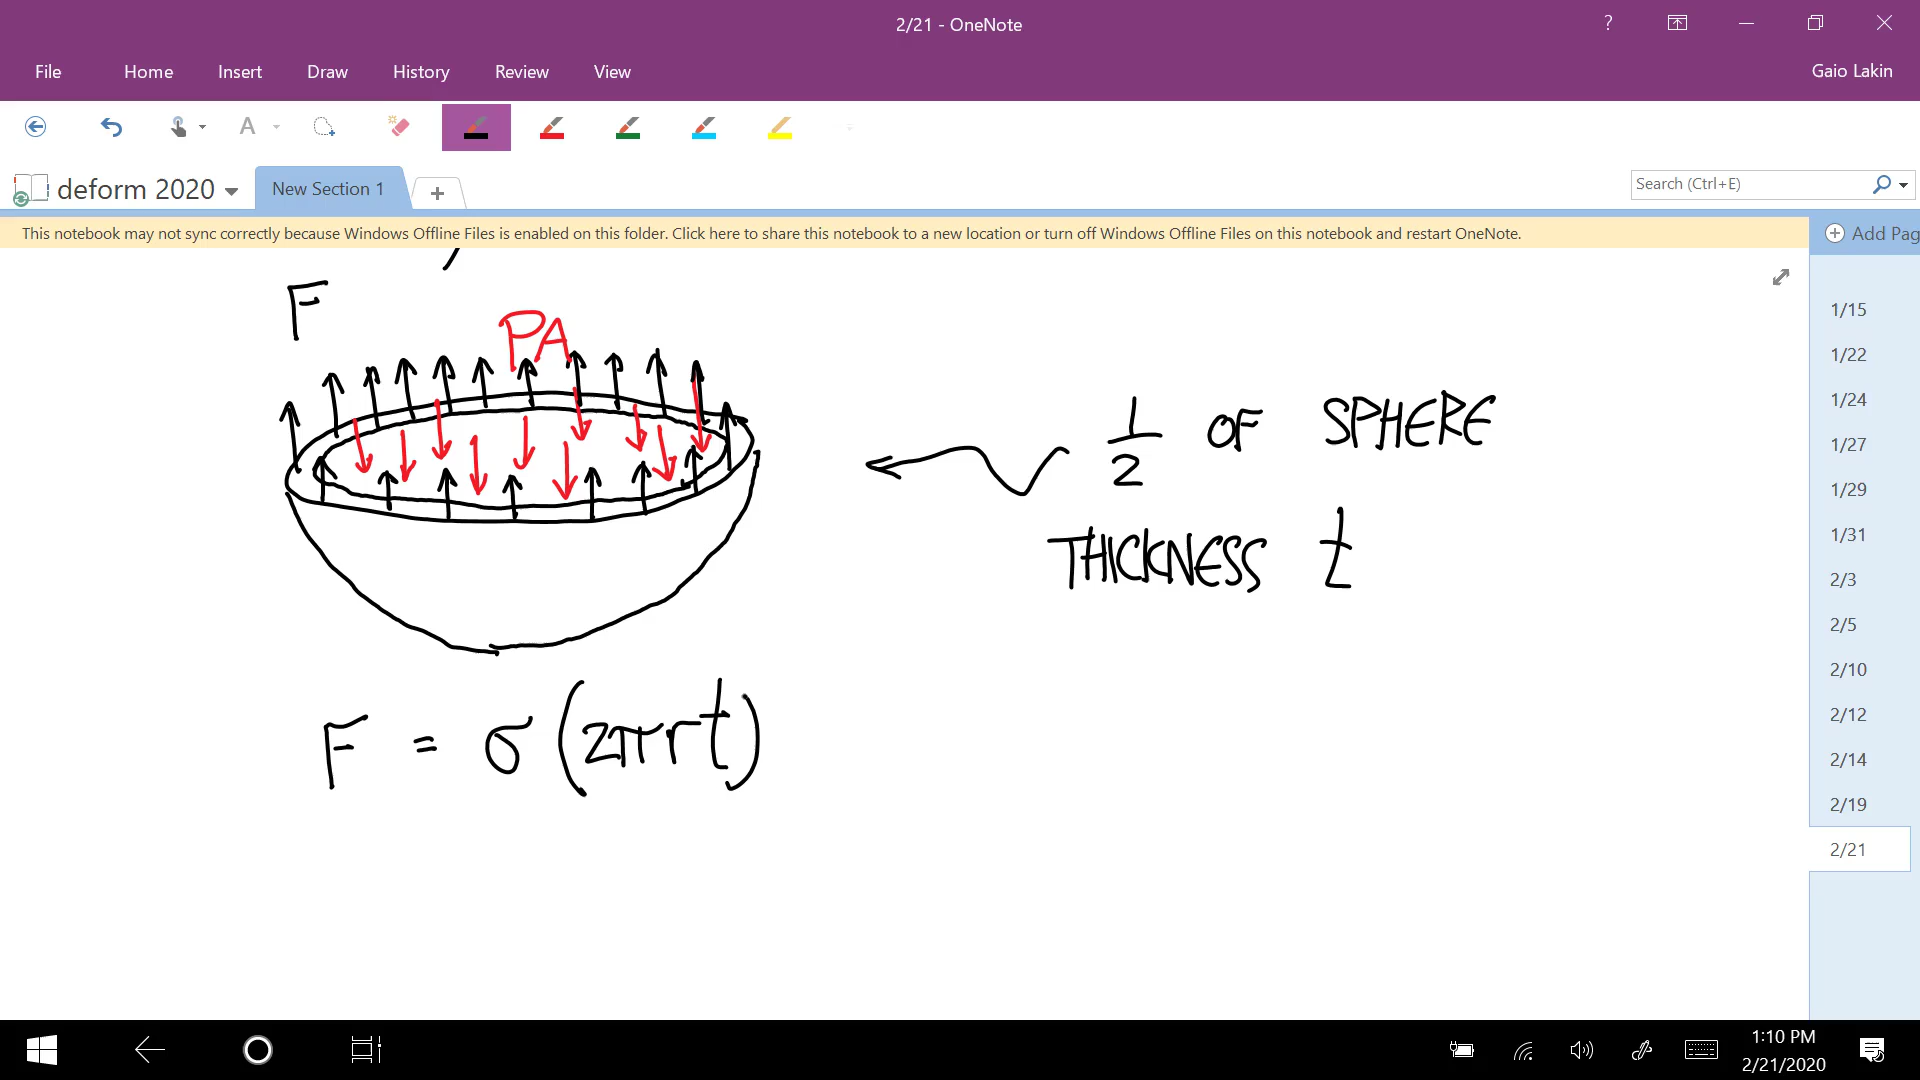 2/21 - OneNote
?
File Home Insert Draw History Review View
Gaio Lakin
A
deform 2020
New Section 1
+
Search (Ctrl+E)
This notebook may not sync correctly because Windows Offline Files is enabled on this folder. Click here to share this notebook to a new location or turn off Windows Offline Files on this notebook and restart OneNote.
Add Pag
F
PA
1/2 OF SPHERE
THICKNESS t
F = σ(2πrt)
1/15
1/22
1/24
1/27
1/29
1/31
2/3
2/5
2/10
2/12
2/14
2/19
2/21
1:10 PM
2/21/2020